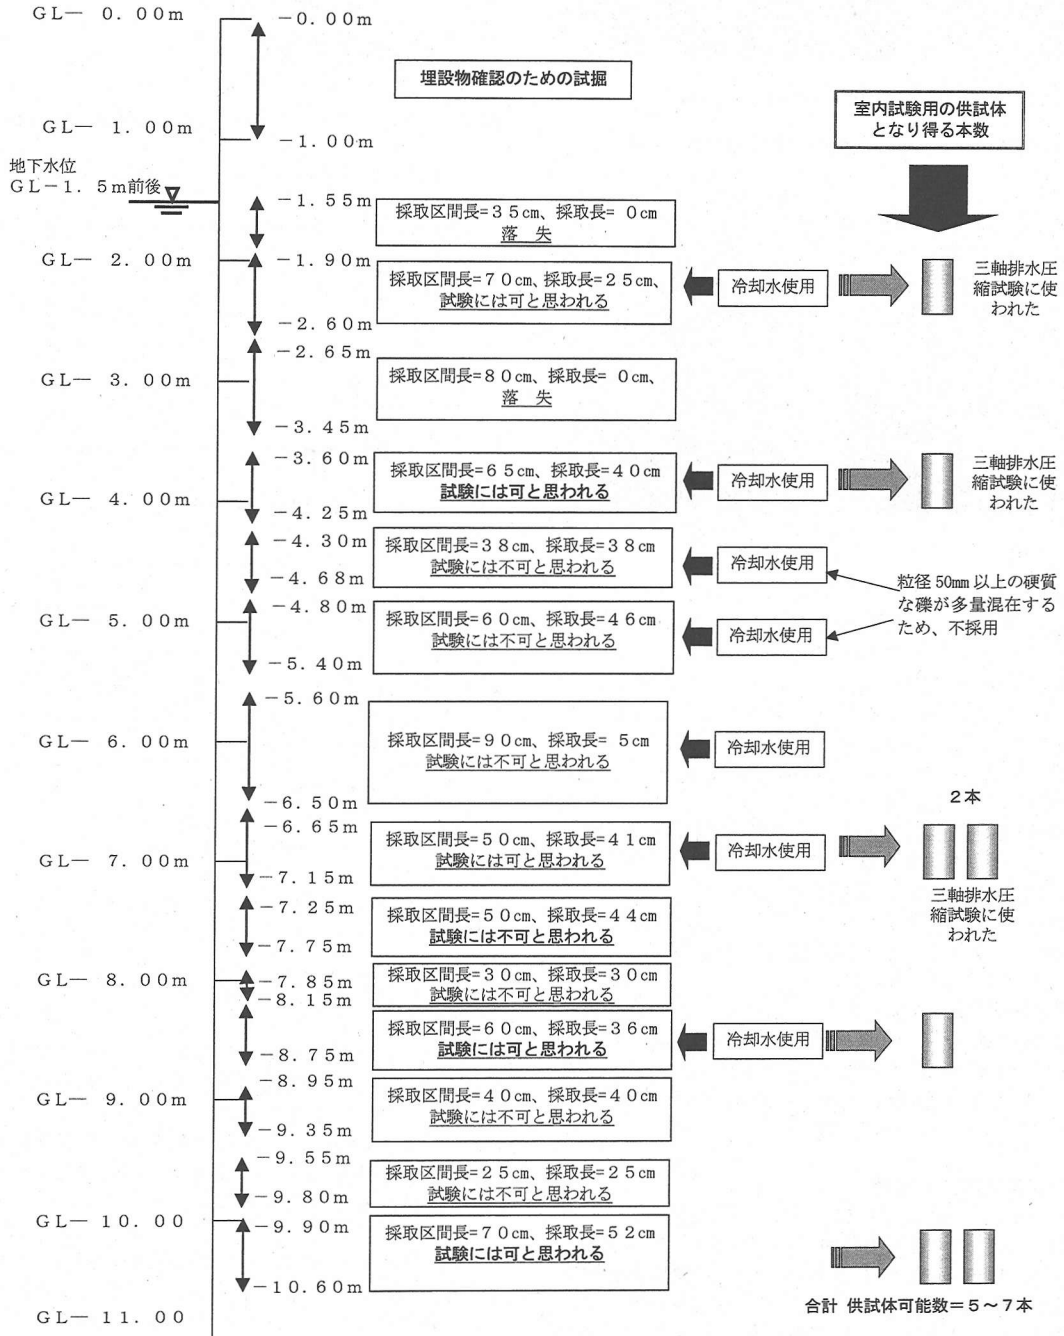 GL— 0.00m
−0.00m
埋設物確認のための試掘
室内試験用の供試体
となり得る本数
GL— 1.00m
−1.00m
地下水位
GL−1.5m前後
−1.55m
採取区間長=35cm、採取長= 0cm
落 失
GL— 2.00m
−1.90m
採取区間長=70cm、採取長=25cm、
試験には可と思われる
冷却水使用
三軸排水圧
縮試験に使
われた
−2.60m
−2.65m
GL— 3.00m
採取区間長=80cm、採取長= 0cm、
落 失
−3.45m
−3.60m
採取区間長=65cm、採取長=40cm
試験には可と思われる
冷却水使用
三軸排水圧
縮試験に使
われた
GL— 4.00m
−4.25m
−4.30m
採取区間長=38cm、採取長=38cm
試験には不可と思われる
冷却水使用
−4.68m
粒径50mm以上の硬質
な礫が多量混在する
ため、不採用
−4.80m
GL— 5.00m
採取区間長=60cm、採取長=46cm
試験には不可と思われる
冷却水使用
−5.40m
−5.60m
GL— 6.00m
採取区間長=90cm、採取長= 5cm
試験には不可と思われる
冷却水使用
−6.50m
2本
−6.65m
採取区間長=50cm、採取長=41cm
試験には可と思われる
冷却水使用
GL— 7.00m
−7.15m
三軸排水圧
縮試験に使
われた
−7.25m
採取区間長=50cm、採取長=44cm
試験には不可と思われる
−7.75m
GL— 8.00m
−7.85m
採取区間長=30cm、採取長=30cm
試験には不可と思われる
−8.15m
採取区間長=60cm、採取長=36cm
試験には可と思われる
冷却水使用
−8.75m
−8.95m
GL— 9.00m
採取区間長=40cm、採取長=40cm
試験には不可と思われる
−9.35m
−9.55m
採取区間長=25cm、採取長=25cm
試験には不可と思われる
−9.80m
GL— 10.00
−9.90m
採取区間長=70cm、採取長=52cm
試験には可と思われる
−10.60m
合計 供試体可能数=5〜7本
GL— 11.00